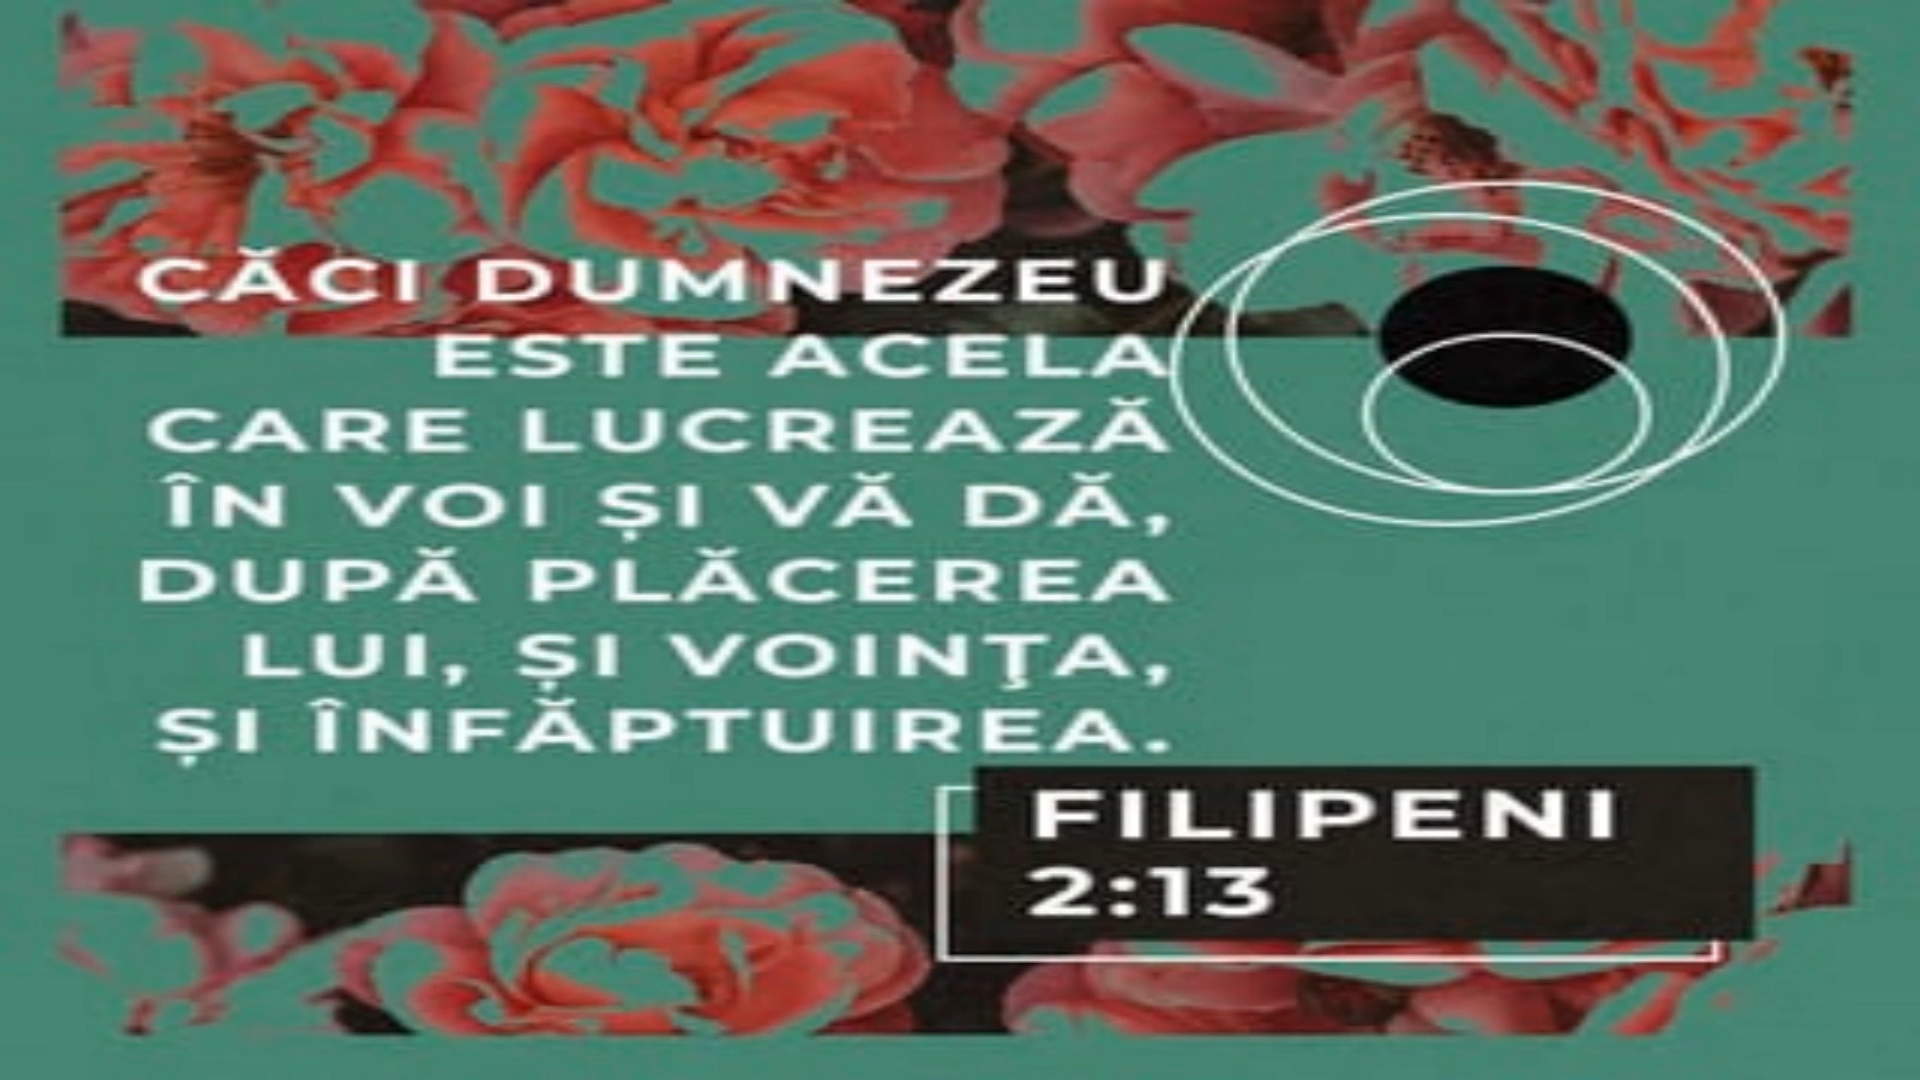 CĂCI DUMNEZEU
ESTE ACELA
CARE LUCREAZĂ
ÎN VOI ȘI VĂ DĂ,
DUPĂ PLĂCEREA
LUI, ȘI VOINŢA,
ȘI ÎNFĂPTUIREA.
FILIPENI
2:13